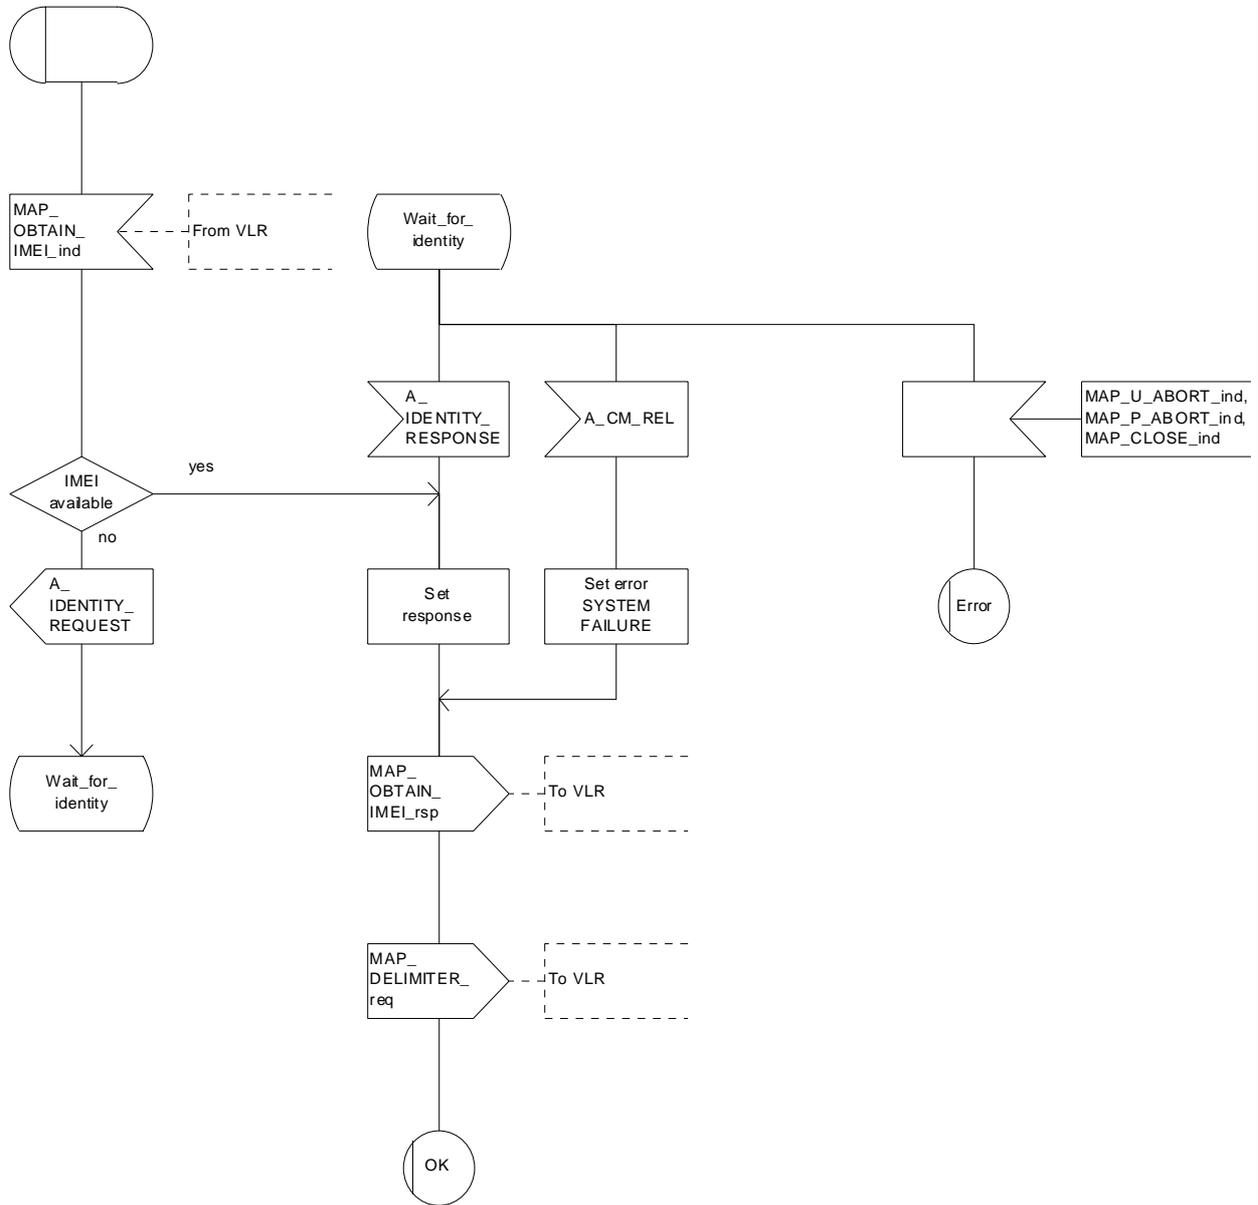 MAP_
OBTAIN_
IMEI_ind
From VLR
Wait_for_
identity
A_
IDENTITY_
RESPONSE
A_CM_REL
MAP_U_ABORT_ind,
MAP_P_ABORT_ind,
MAP_CLOSE_ind
IMEI
available
yes
no
A_
IDENTITY_
REQUEST
Set
response
Set error
SYSTEM
FAILURE
Error
Wait_for_
identity
MAP_
OBTAIN_
IMEI_rsp
To VLR
MAP_
DELIMITER_
req
To VLR
OK